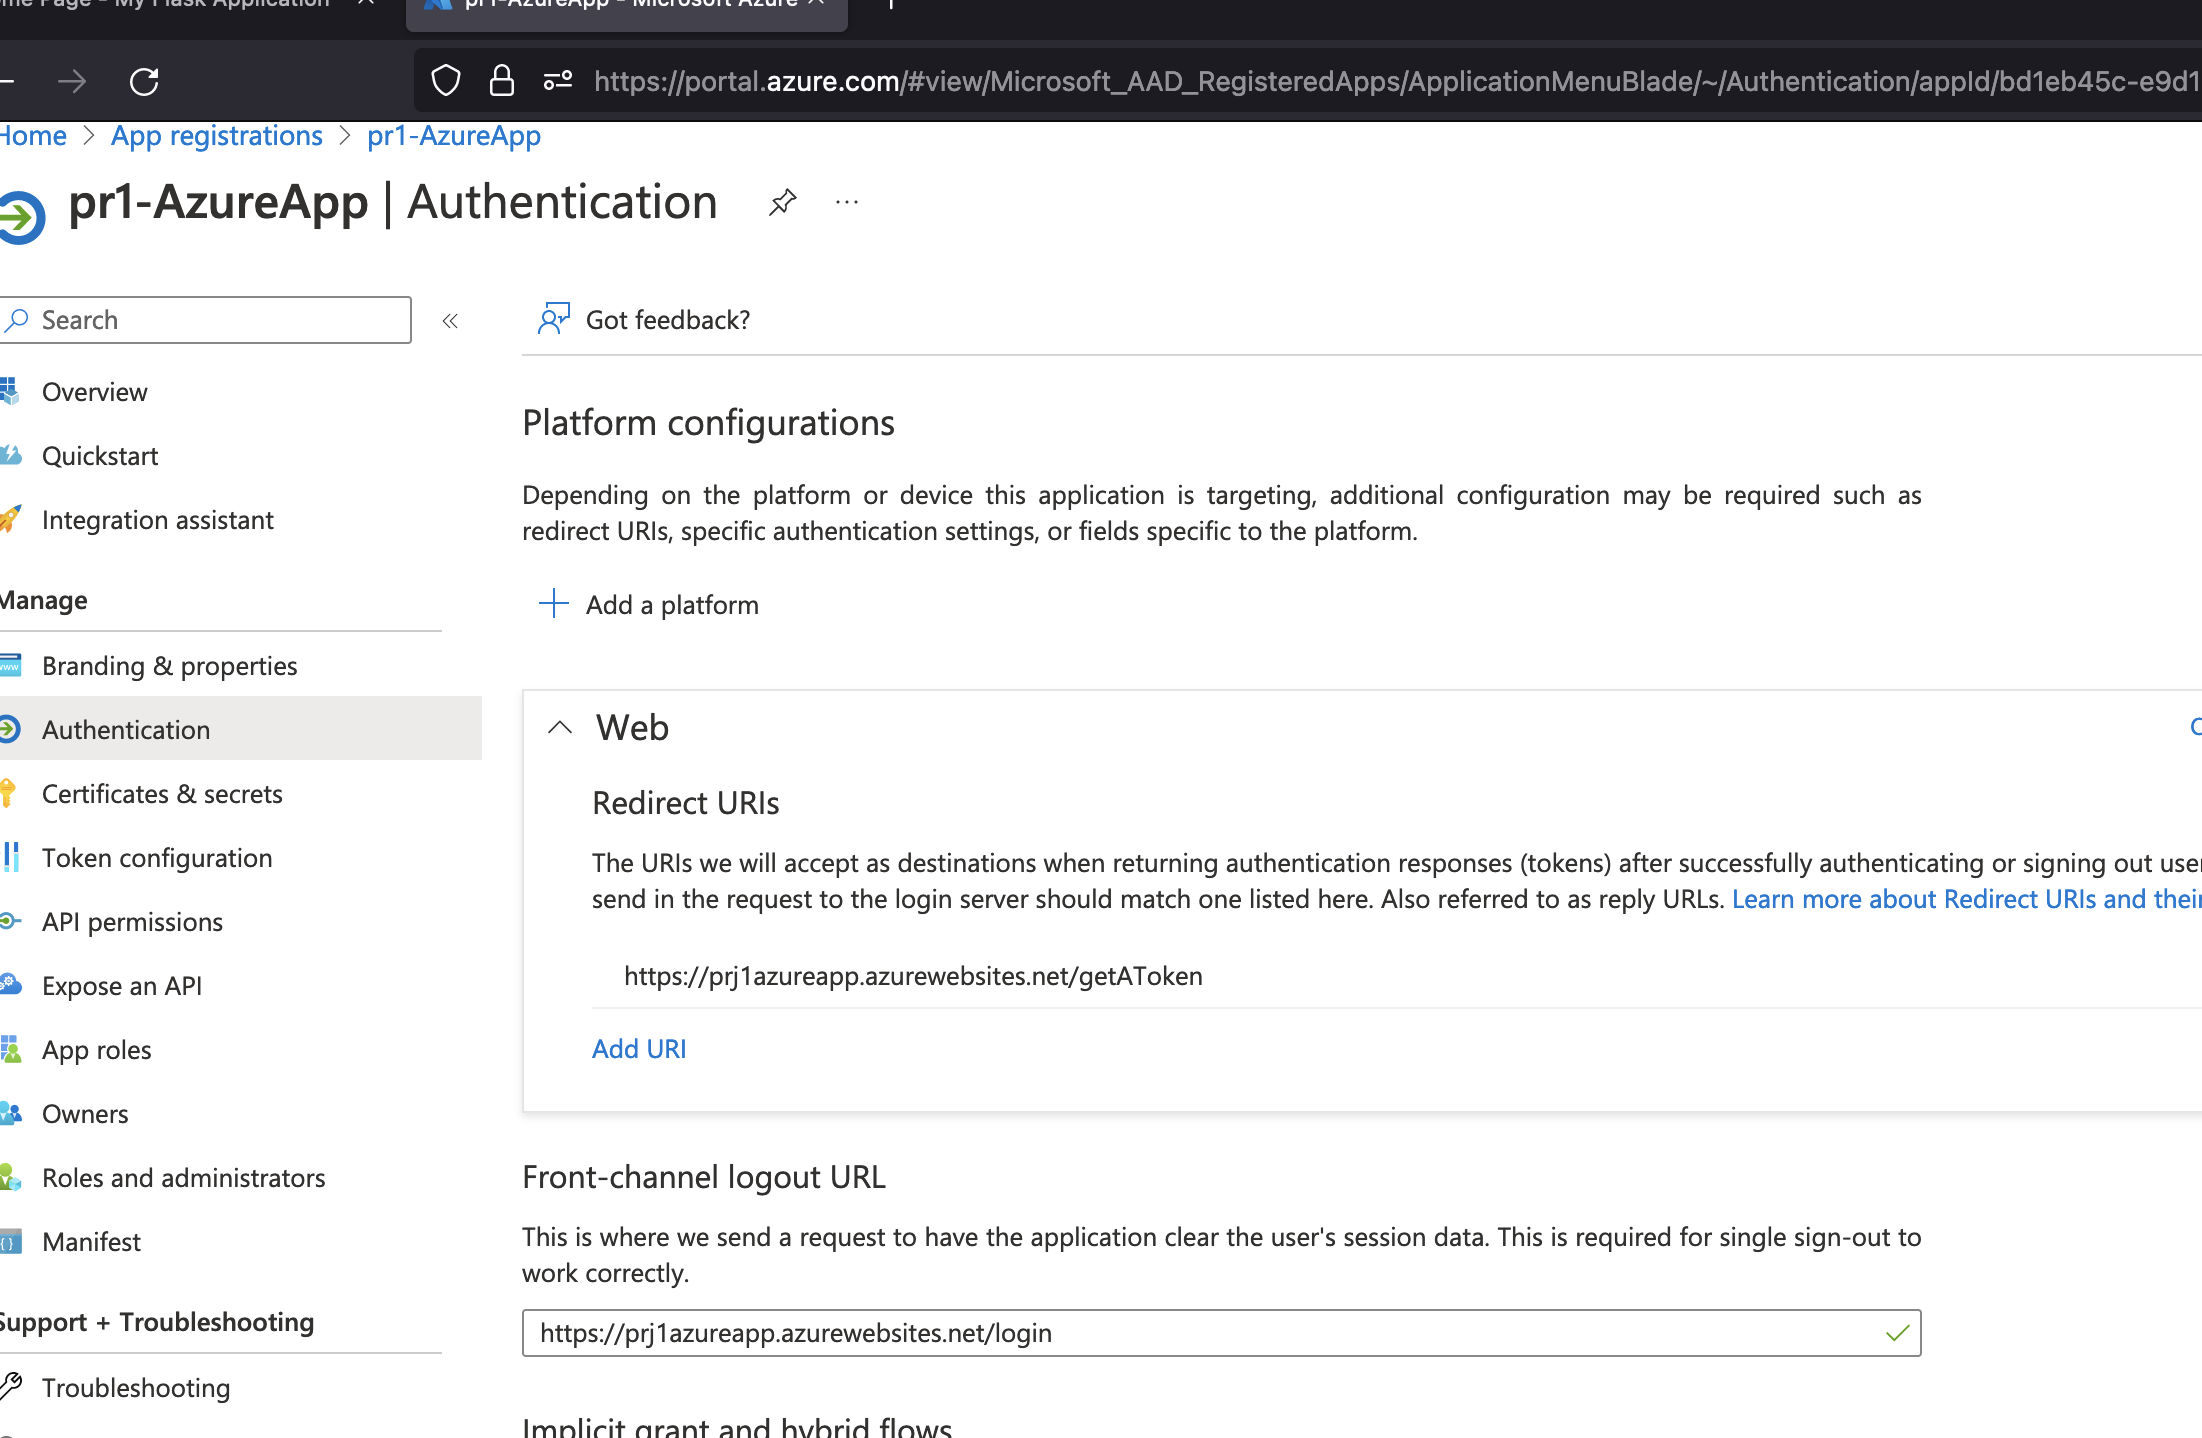 Page - My Flask Application
pr1-AzureApp - Microsoft Azure
https://portal.azure.com/#view/Microsoft_AAD_RegisteredApps/ApplicationMenuBlade/~/Authentication/appId/bd1eb45c-e9d1
Home > App registrations > pr1-AzureApp
pr1-AzureApp | Authentication
Search
Got feedback?
Overview
Quickstart
Integration assistant
Manage
Branding & properties
Authentication
Certificates & secrets
Token configuration
API permissions
Expose an API
App roles
Owners
Roles and administrators
Manifest
Support + Troubleshooting
Troubleshooting
Platform configurations
Depending on the platform or device this application is targeting, additional configuration may be required such as
redirect URIs, specific authentication settings, or fields specific to the platform.
Add a platform
Web
Redirect URIs
The URIs we will accept as destinations when returning authentication responses (tokens) after successfully authenticating or signing out
send in the request to the login server should match one listed here. Also referred to as reply URLs. Learn more about Redirect URIs and their
https://prj1azureapp.azurewebsites.net/getAToken
Add URI
Front-channel logout URL
This is where we send a request to have the application clear the user's session data. This is required for single sign-out to
work correctly.
https://prj1azureapp.azurewebsites.net/login
Implicit grant and hybrid flows